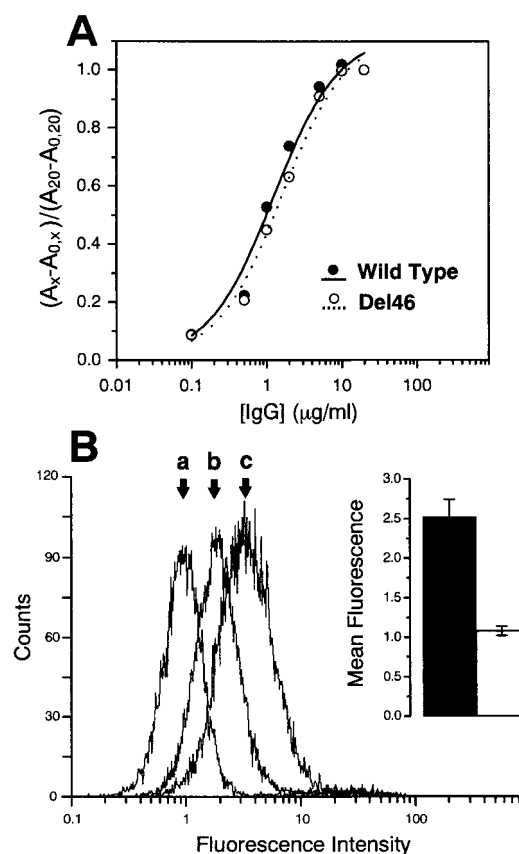 A
(Aₓ-A₀,ₓ)/(A₂₀-A₀,₂₀)
1.0
0.8
0.6
0.4
0.2
0.0
Wild Type
Del46
0.01
0.1
1
10
100
[IgG] (µg/ml)
B
a b c
Counts
120
90
60
30
0
0.1
1
10
100
Fluorescence Intensity
Mean Fluorescence
3.0
2.5
2.0
1.5
1.0
0.5
0.0